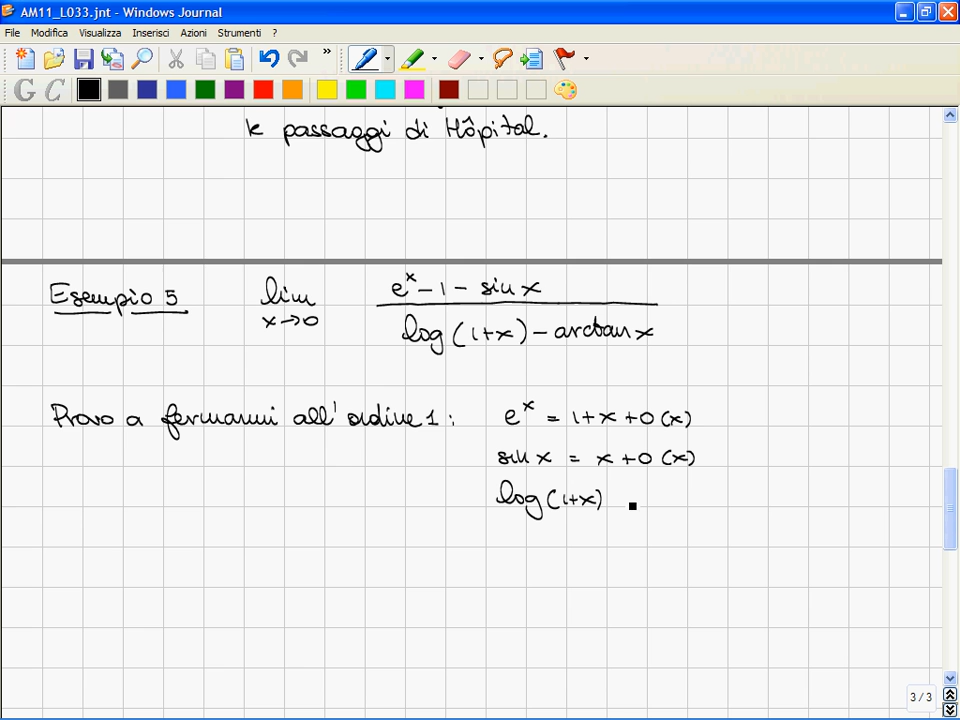 AM11_L033.jnt - Windows Journal
File Modifica Visualizza Inserisci Azioni Strumenti ?
k passaggi di Hôpital.
Esempio 5 lim x→0 (e^x - 1 - sin x) / (log (1+x) - arctan x)
Provo a fermarmi all'ordine 1: e^x = 1+x+o(x)
sin x = x+o(x)
log (1+x)
3 / 3